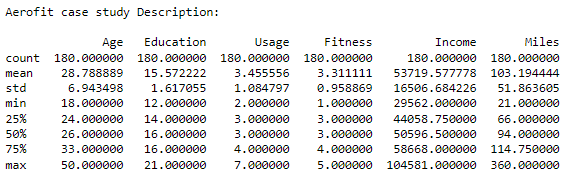 Aerofit case study Description:
Age Education Usage Fitness Income Miles
count 180.000000 180.000000 180.000000 180.000000 180.000000 180.000000
mean 28.788889 15.572222 3.455556 3.311111 53719.577778 103.194444
std 6.943498 1.617055 1.084797 0.958869 16506.684226 51.863605
min 18.000000 12.000000 2.000000 1.000000 29562.000000 21.000000
25% 24.000000 14.000000 3.000000 3.000000 44058.750000 66.000000
50% 26.000000 16.000000 3.000000 3.000000 50596.500000 94.000000
75% 33.000000 16.000000 4.000000 4.000000 58668.000000 114.750000
max 50.000000 21.000000 7.000000 5.000000 104581.000000 360.000000